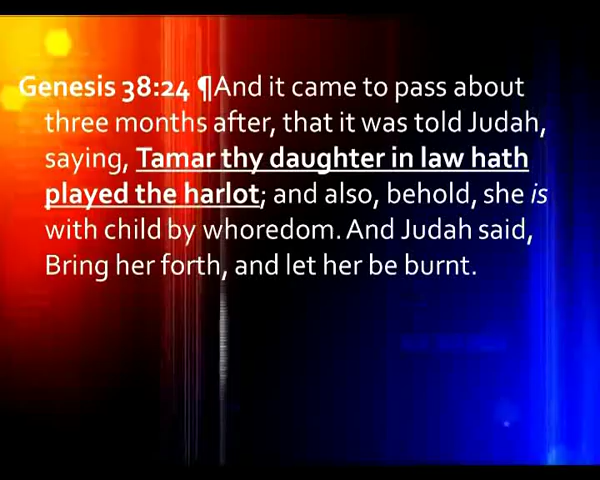 Genesis 38:24 ¶And it came to pass about
three months after, that it was told Judah,
saying, Tamar thy daughter in law hath
played the harlot; and also, behold, she is
with child by whoredom. And Judah said,
Bring her forth, and let her be burnt.